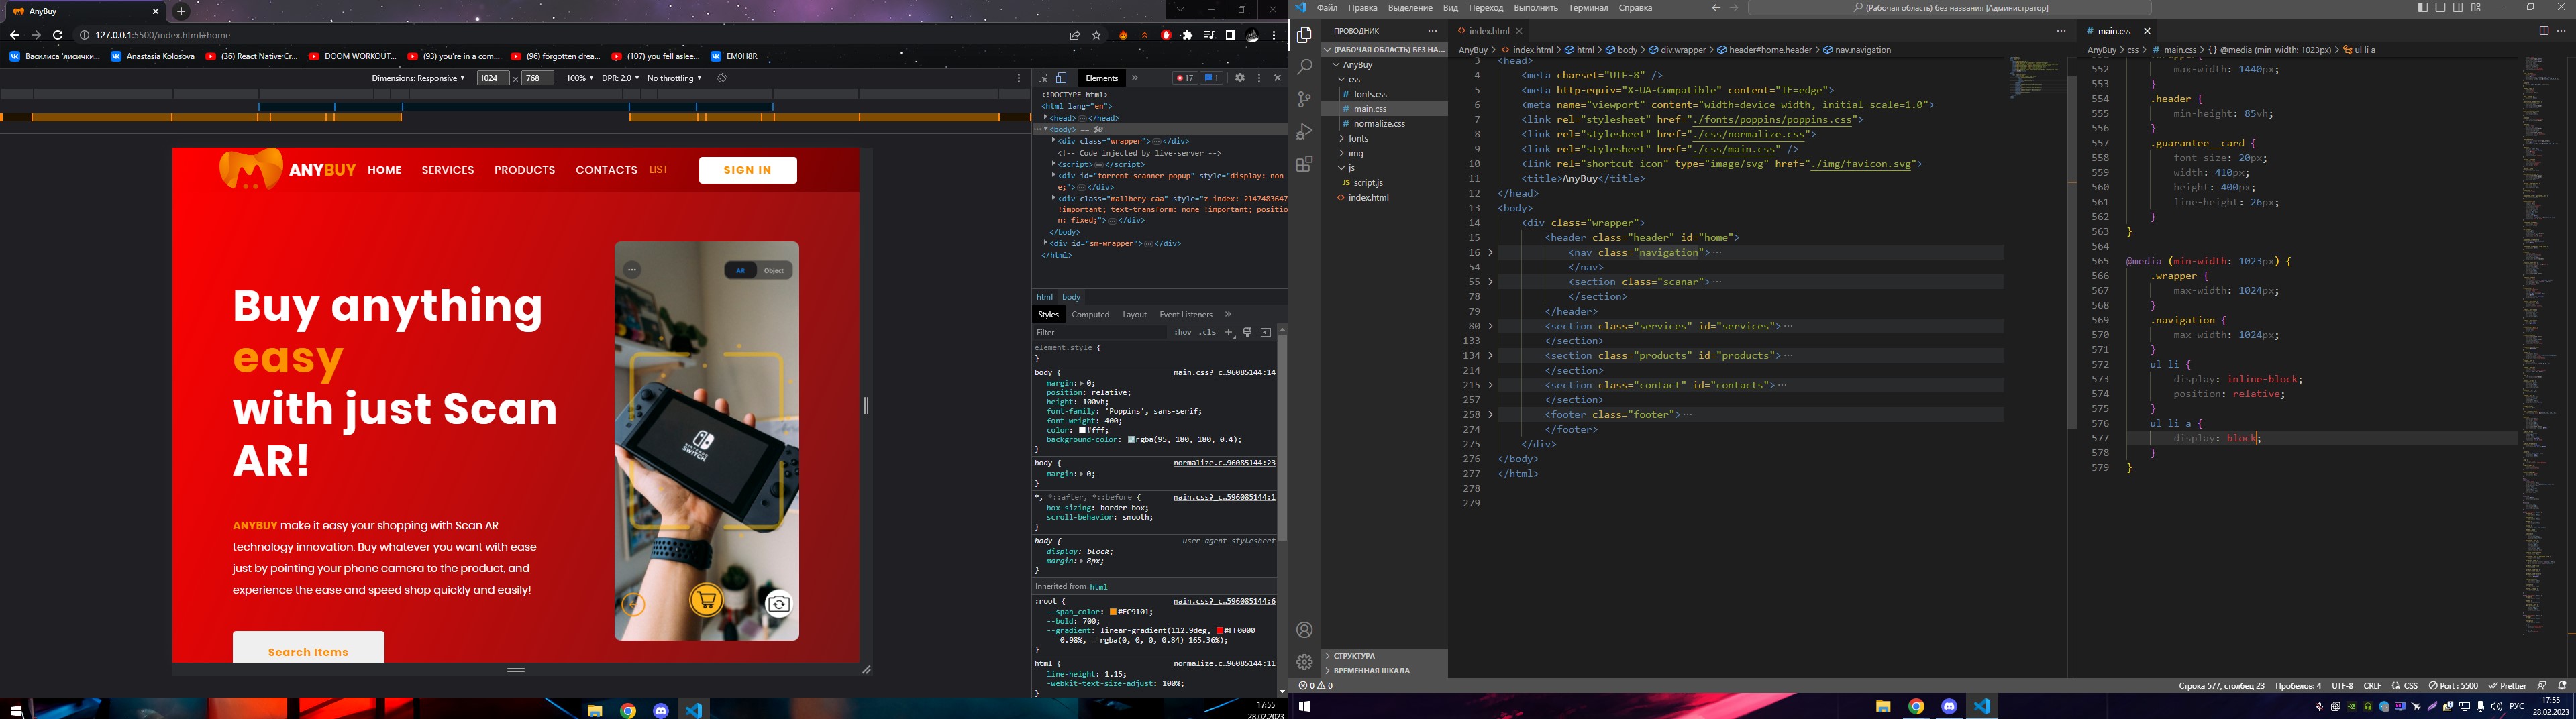 AnyBuy
127.0.0.1:5500/index.html#home
Василиса 'лисички...
Anastasia Kolosova
(36) React Native·Cr...
DOOM WORKOUT...
(93) you're in a com...
(96) forgotten drea...
(107) you fell aslee...
EM0H8R
Dimensions: Responsive
1024
×
768
100%
DPR: 2.0
No throttling
ANYBUY
HOME
SERVICES
PRODUCTS
CONTACTS
LIST
SIGN IN
Buy anything
easy
with just Scan
AR!
ANYBUY make it easy your shopping with Scan AR
technology innovation. Buy whatever you want with ease
just by pointing your phone camera to the product, and
experience the ease and speed shop quickly and easily!
Search Items
AR
Object
NINTENDO
SWITCH
Elements
17
1
<!DOCTYPE html>
<html lang="en">
<head> </head>
<body> == $0
<div class="wrapper"> </div>
<!-- Code injected by live-server -->
<script> </script>
<div id="torrent-scanner-popup" style="display: non
e;"> </div>
<div class="mallbery-caa" style="z-index: 2147483647
!important; text-transform: none !important; positio
n: fixed;"> </div>
</body>
<div id="sm-wrapper"> </div>
</html>
html
body
Styles
Computed
Layout
Event Listeners
Filter
:hov
.cls
element.style {
}
body {
main.css?_c…96085144:14
margin: 0;
position: relative;
height: 100vh;
font-family: 'Poppins', sans-serif;
font-weight: 400;
color: #fff;
background-color: rgba(95, 180, 180, 0.4);
}
body {
normalize.c…96085144:23
margin: 0;
}
*, *::after, *::before {
main.css?_c…596085144:1
box-sizing: border-box;
scroll-behavior: smooth;
}
body {
user agent stylesheet
display: block;
margin: 8px;
}
Inherited from html
:root {
main.css?_c…596085144:6
--span_color: #FC9101;
--bold: 700;
--gradient: linear-gradient(112.9deg, #FF0000
0.98%, rgba(0, 0, 0, 0.84) 165.36%);
}
html {
normalize.c…96085144:11
line-height: 1.15;
-webkit-text-size-adjust: 100%;
}
17:55
28.02.2023
Файл
Правка
Выделение
Вид
Переход
Выполнить
Терминал
Справка
(Рабочая область) без названия [Администратор]
ПРОВОДНИК
(РАБОЧАЯ ОБЛАСТЬ) БЕЗ НА...
AnyBuy
css
fonts.css
main.css
normalize.css
fonts
img
js
script.js
index.html
СТРУКТУРА
ВРЕМЕННАЯ ШКАЛА
index.html
AnyBuy > index.html > html > body > div.wrapper > header#home.header > nav.navigation
3 <head>
4 <meta charset="UTF-8" />
5 <meta http-equiv="X-UA-Compatible" content="IE=edge">
6 <meta name="viewport" content="width=device-width, initial-scale=1.0">
7 <link rel="stylesheet" href="./fonts/poppins/poppins.css">
8 <link rel="stylesheet" href="./css/normalize.css">
9 <link rel="stylesheet" href="./css/main.css" />
10 <link rel="shortcut icon" type="image/svg" href="./img/favicon.svg">
11 <title>AnyBuy</title>
12 </head>
13 <body>
14 <div class="wrapper">
15 <header class="header" id="home">
16 <nav class="navigation">…
54 </nav>
55 <section class="scanar">…
78 </section>
79 </header>
80 <section class="services" id="services">…
133 </section>
134 <section class="products" id="products">…
214 </section>
215 <section class="contact" id="contacts">…
257 </section>
258 <footer class="footer">…
274 </footer>
275 </div>
276 </body>
277 </html>
278
279
main.css
AnyBuy > css > main.css > @media (min-width: 1023px) > ul li a
552 max-width: 1440px;
553 }
554 .header {
555 min-height: 85vh;
556 }
557 .guarantee__card {
558 font-size: 20px;
559 width: 410px;
560 height: 400px;
561 line-height: 26px;
562 }
563 }
564
565 @media (min-width: 1023px) {
566 .wrapper {
567 max-width: 1024px;
568 }
569 .navigation {
570 max-width: 1024px;
571 }
572 ul li {
573 display: inline-block;
574 position: relative;
575 }
576 ul li a {
577 display: block;
578 }
579 }
0
0
Строка 577, столбец 23
Пробелов: 4
UTF-8
CRLF
CSS
Port : 5500
Prettier
РУС
17:55
28.02.2023